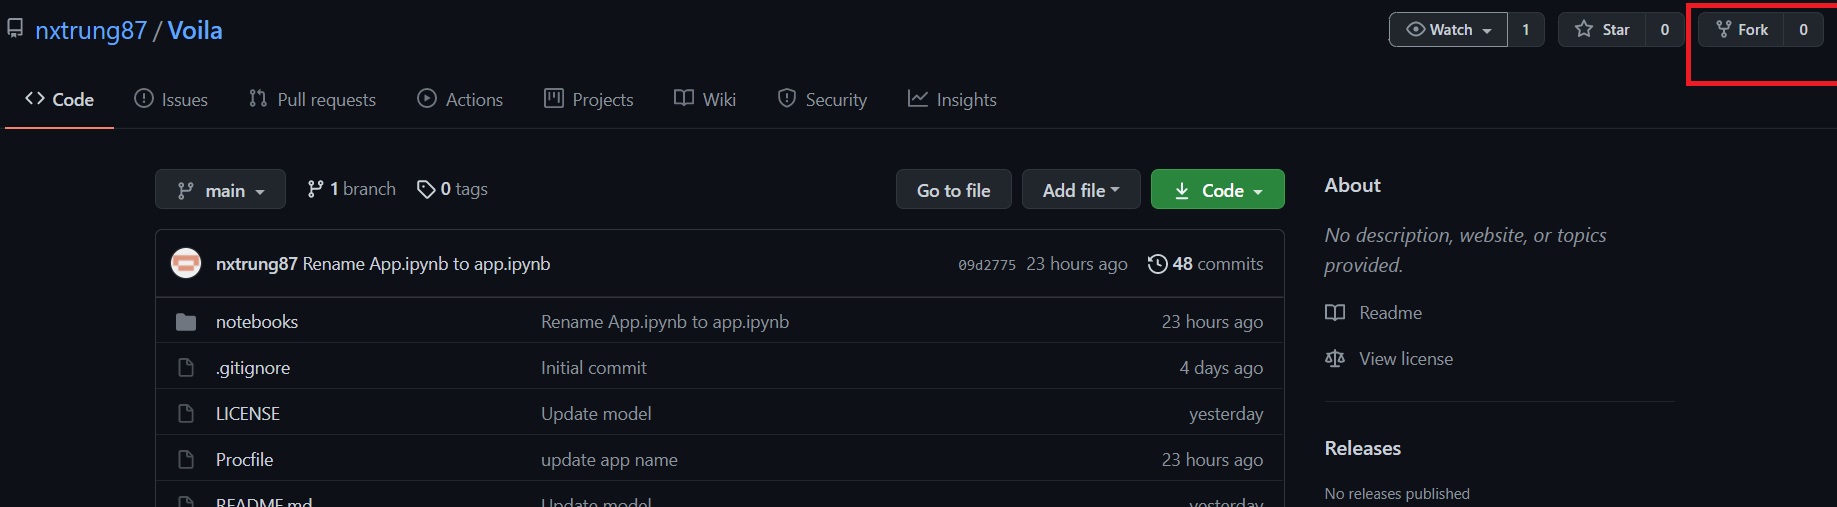 nxtrung87 / Voila
Watch 1 Star 0 Fork 0
Code Issues Pull requests Actions Projects Wiki Security Insights
main 1 branch 0 tags Go to file Add file Code
nxtrung87 Rename App.ipynb to app.ipynb 09d2775 23 hours ago 48 commits
notebooks Rename App.ipynb to app.ipynb 23 hours ago
.gitignore Initial commit 4 days ago
LICENSE Update model yesterday
Procfile update app name 23 hours ago
README.md Update model yesterday
About
No description, website, or topics
provided.
Readme
View license
Releases
No releases published